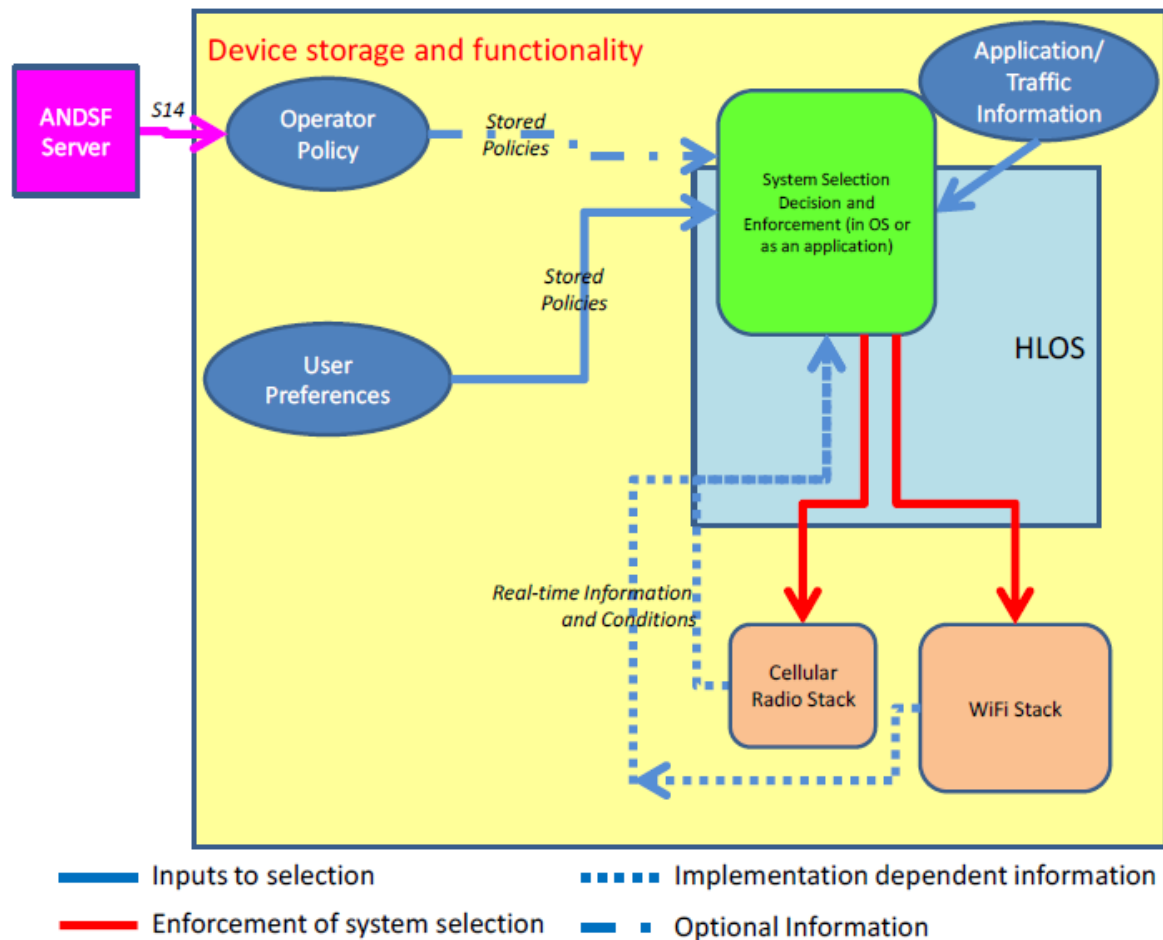 Device storage and functionality
Application/
Traffic
Information
ANDSF
Server
S14
Operator
Policy
Stored
Policies
System Selection
Decision and
Enforcement (in OS or
as an application)
Stored
Policies
User
Preferences
HLOS
Real-time Information
and Conditions
Cellular
Radio Stack
WiFi Stack
Inputs to selection
Implementation dependent information
Enforcement of system selection
Optional Information